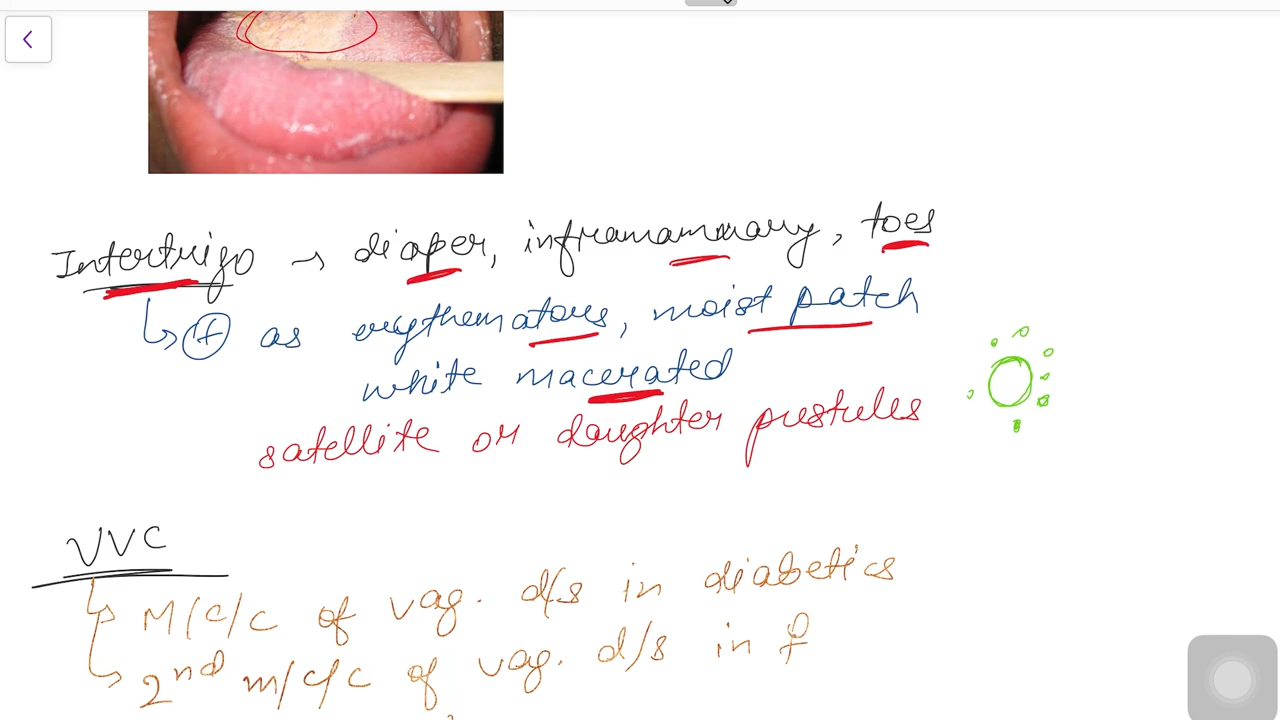 Intertrigo → diaper, inframammary, toes
↳ (+) as erythematous, moist patch
white macerated
satellite or daughter pustules
VVC
↳ M/C/C of vag. d/s in diabetics
↳ 2nd m/c/c of vag. d/s in ♀